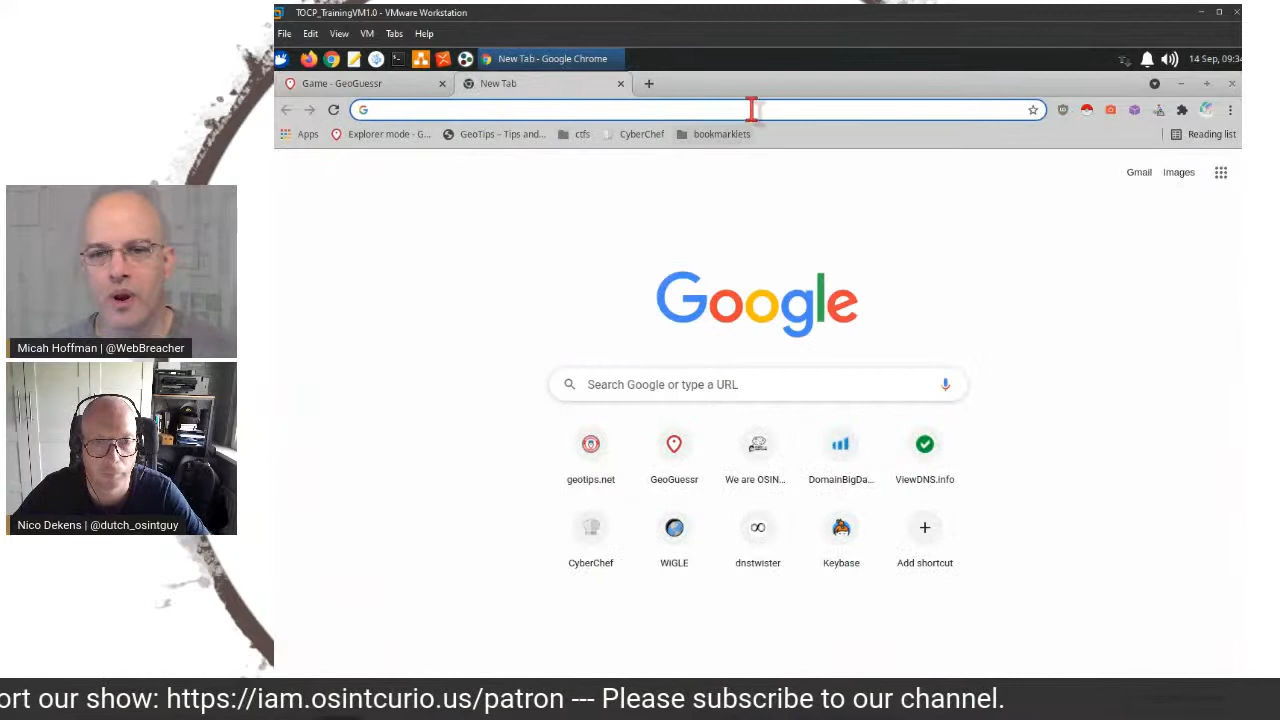 TOCP_TrainingVM1.0 - VMware Workstation
File Edit View VM Tabs Help
New Tab - Google Chrome
14 Sep, 09:34
Game - GeoGuessr
New Tab
Apps
Explorer mode - G...
GeoTips – Tips and...
ctfs
CyberChef
bookmarklets
Reading list
Gmail Images
Google
Search Google or type a URL
geotips.net
GeoGuessr
We are OSIN...
DomainBigDa...
ViewDNS.info
CyberChef
WiGLE
dnstwister
Keybase
Add shortcut
Micah Hoffman | @WebBreacher
Nico Dekens | @dutch_osintguy
ort our show: https://iam.osintcurio.us/patron --- Please subscribe to our channel.